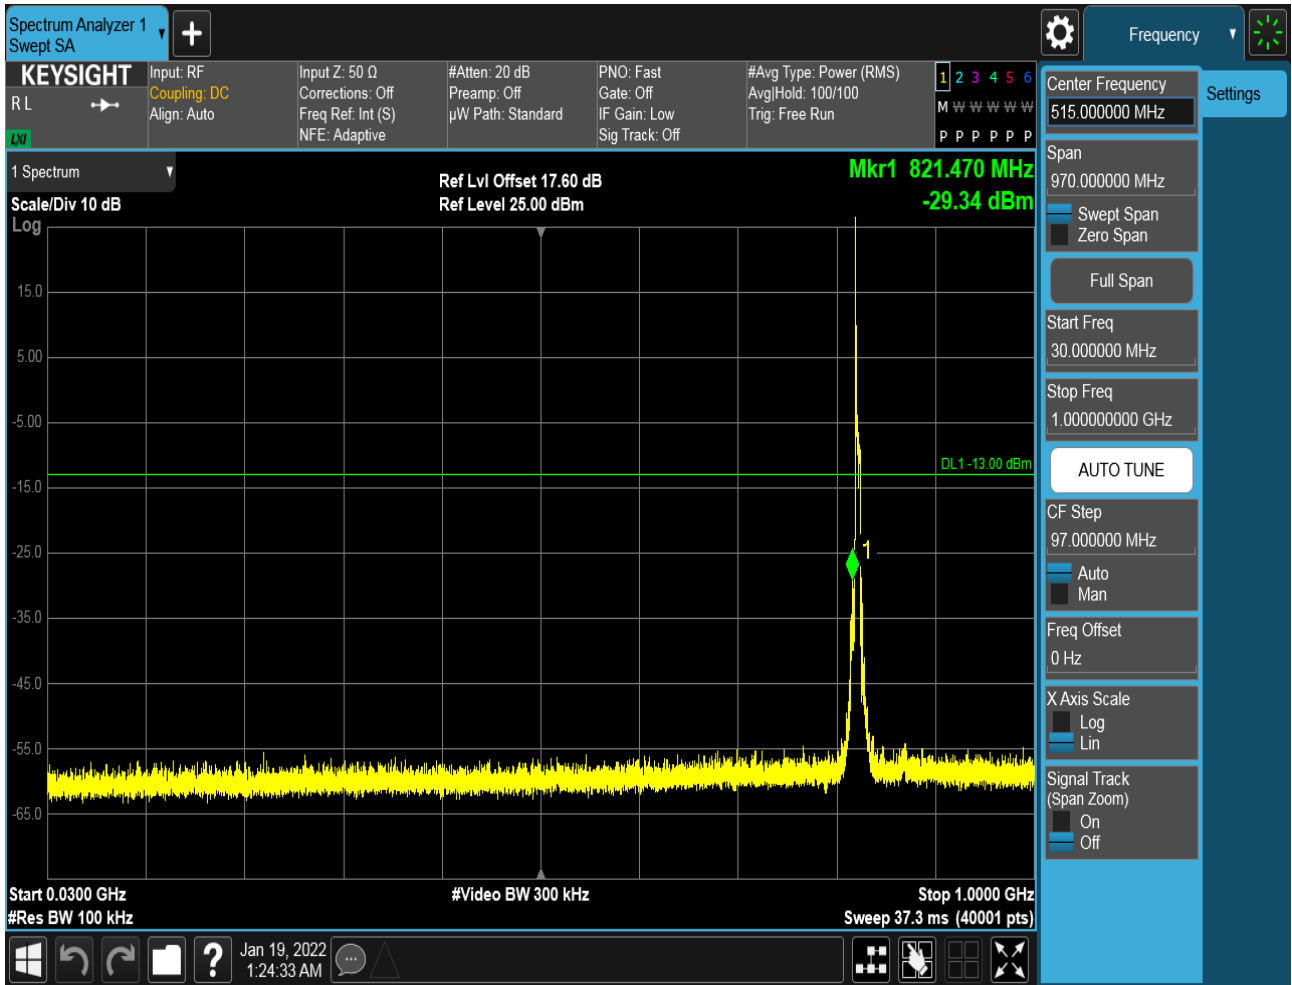 Spectrum Analyzer 1
Swept SA
Frequency
KEYSIGHT
R L
LXI
Input: RF
Coupling: DC
Align: Auto
Input Z: 50 Ω
Corrections: Off
Freq Ref: Int (S)
NFE: Adaptive
#Atten: 20 dB
Preamp: Off
µW Path: Standard
PNO: Fast
Gate: Off
IF Gain: Low
Sig Track: Off
#Avg Type: Power (RMS)
Avg|Hold: 100/100
Trig: Free Run
1 2 3 4 5 6
M W W W W W
P P P P P P
1 Spectrum
Scale/Div 10 dB
Log
Ref Lvl Offset 17.60 dB
Ref Level 25.00 dBm
Mkr1 821.470 MHz
-29.34 dBm
15.0
5.00
-5.00
DL1 -13.00 dBm
-15.0
-25.0
1
-35.0
-45.0
-55.0
-65.0
Start 0.0300 GHz
#Video BW 300 kHz
Stop 1.0000 GHz
#Res BW 100 kHz
Sweep 37.3 ms (40001 pts)
Jan 19, 2022
1:24:33 AM
Center Frequency
515.000000 MHz
Settings
Span
970.000000 MHz
Swept Span
Zero Span
Full Span
Start Freq
30.000000 MHz
Stop Freq
1.000000000 GHz
AUTO TUNE
CF Step
97.000000 MHz
Auto
Man
Freq Offset
0 Hz
X Axis Scale
Log
Lin
Signal Track
(Span Zoom)
On
Off